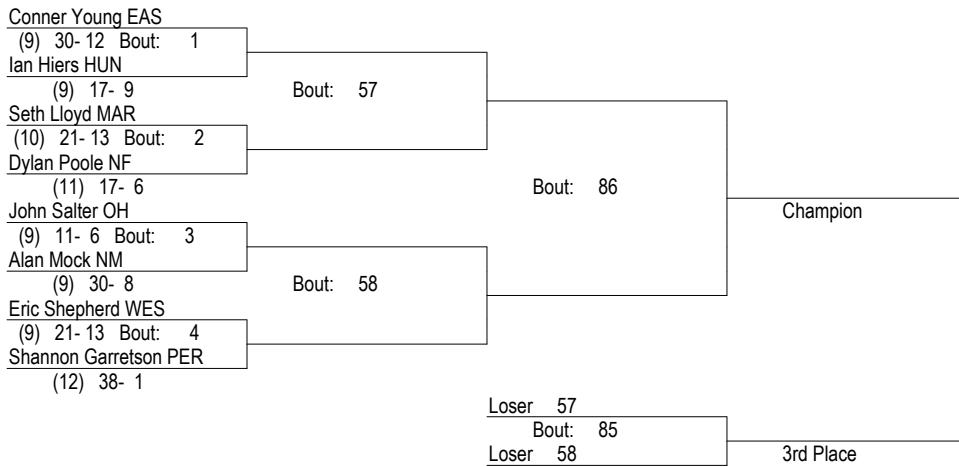 Conner Young EAS
(9) 30- 12 Bout: 1
Ian Hiers HUN
(9) 17- 9
Bout: 57
Seth Lloyd MAR
(10) 21- 13 Bout: 2
Dylan Poole NF
(11) 17- 6
Bout: 86
John Salter OH
Champion
(9) 11- 6 Bout: 3
Alan Mock NM
(9) 30- 8
Bout: 58
Eric Shepherd WES
(9) 21- 13 Bout: 4
Shannon Garretson PER
(12) 38- 1
Loser 57
Bout: 85
Loser 58
3rd Place